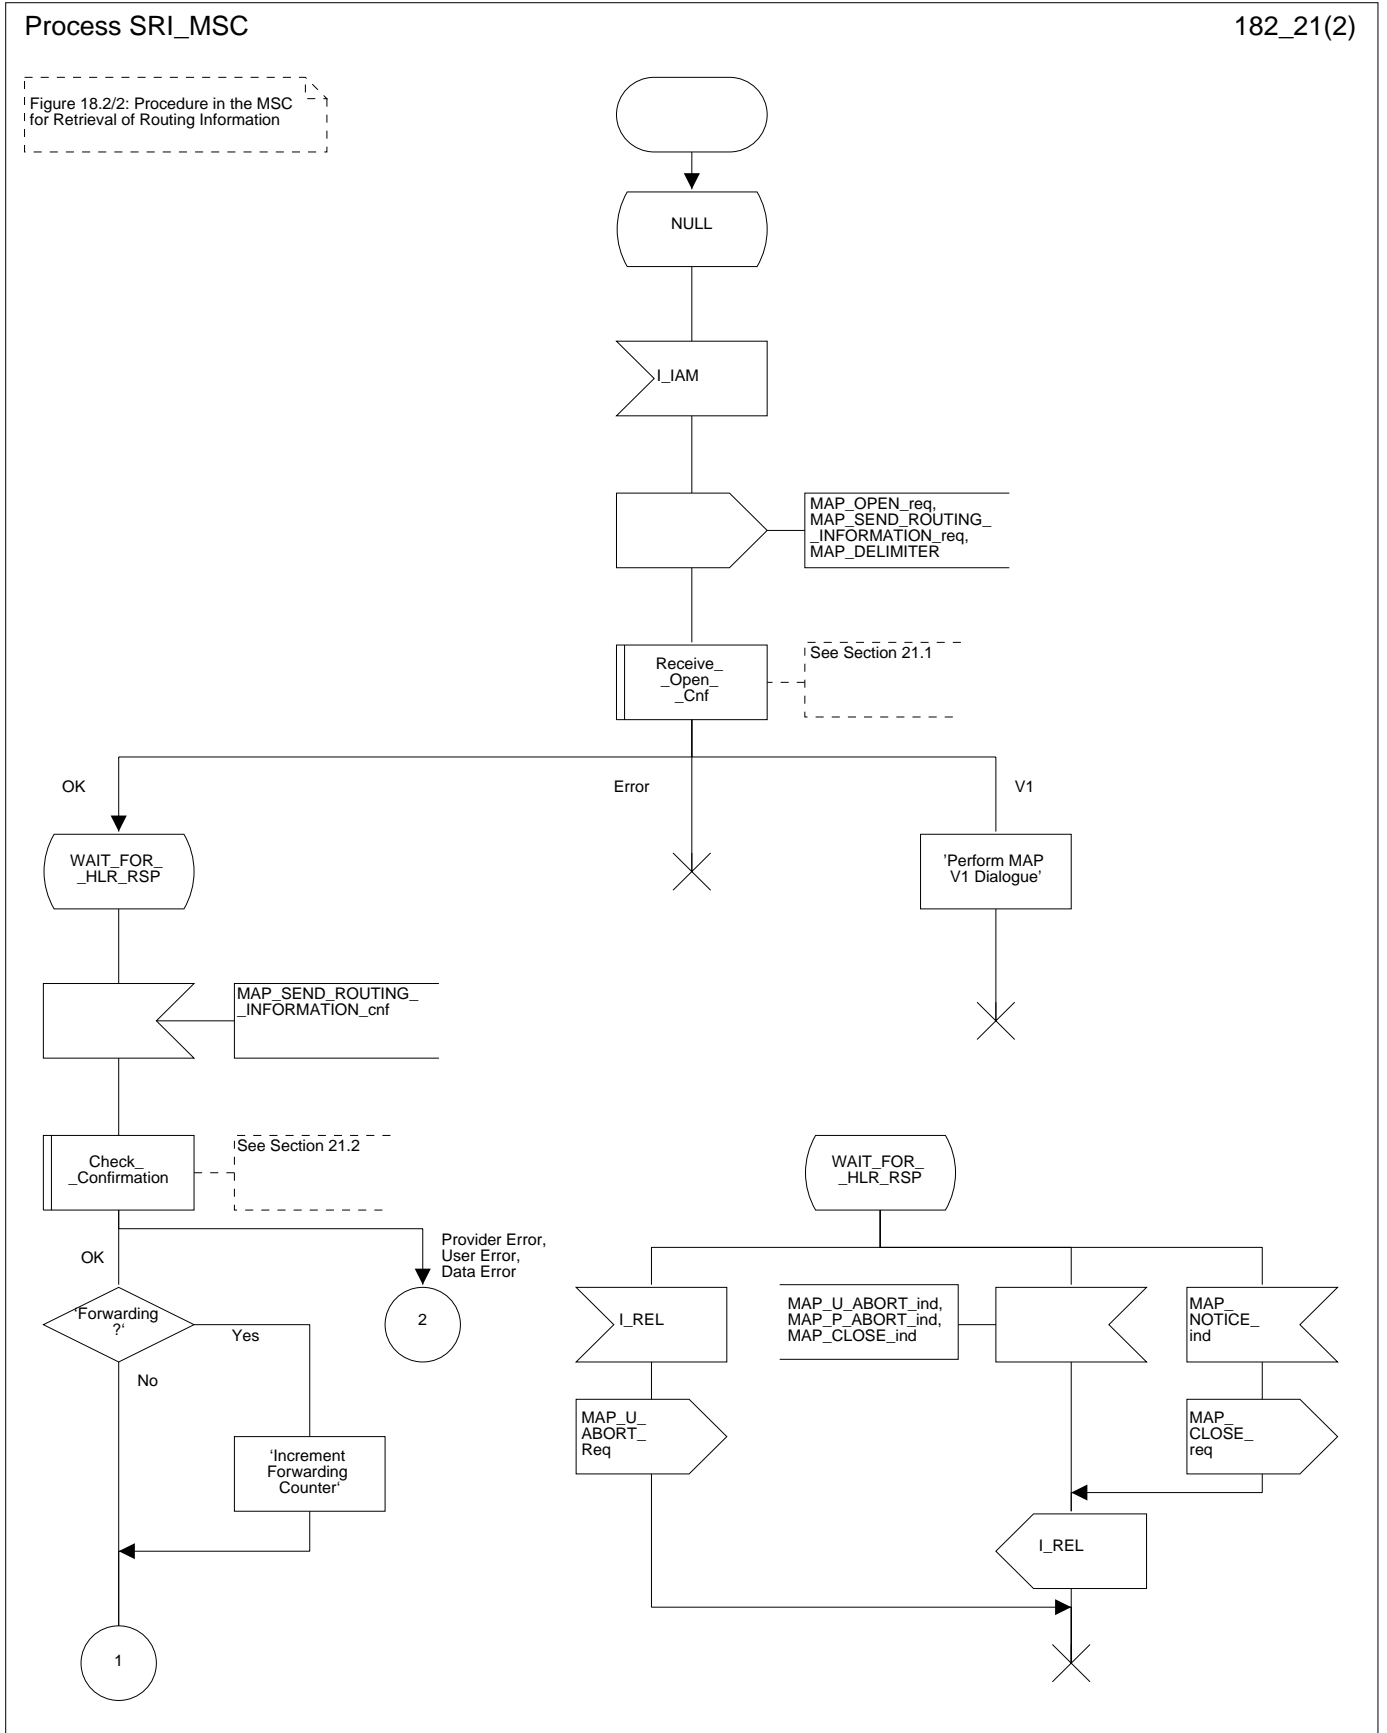 Process SRI_MSC
182_21(2)
Figure 18.2/2: Procedure in the MSC
for Retrieval of Routing Information
NULL
I_IAM
MAP_OPEN_req,
MAP_SEND_ROUTING_
_INFORMATION_req,
MAP_DELIMITER
Receive_
_Open_
_Cnf
See Section 21.1
OK
Error
V1
WAIT_FOR_
_HLR_RSP
'Perform MAP
V1 Dialogue'
MAP_SEND_ROUTING_
_INFORMATION_cnf
Check_
_Confirmation
See Section 21.2
OK
Provider Error,
User Error,
Data Error
'Forwarding
?‘
Yes
No
2
‘Increment
Forwarding
Counter‘
1
WAIT_FOR_
_HLR_RSP
I_REL
MAP_U_ABORT_ind,
MAP_P_ABORT_ind,
MAP_CLOSE_ind
MAP_
NOTICE_
ind
MAP_U_
ABORT_
Req
MAP_
CLOSE_
req
I_REL